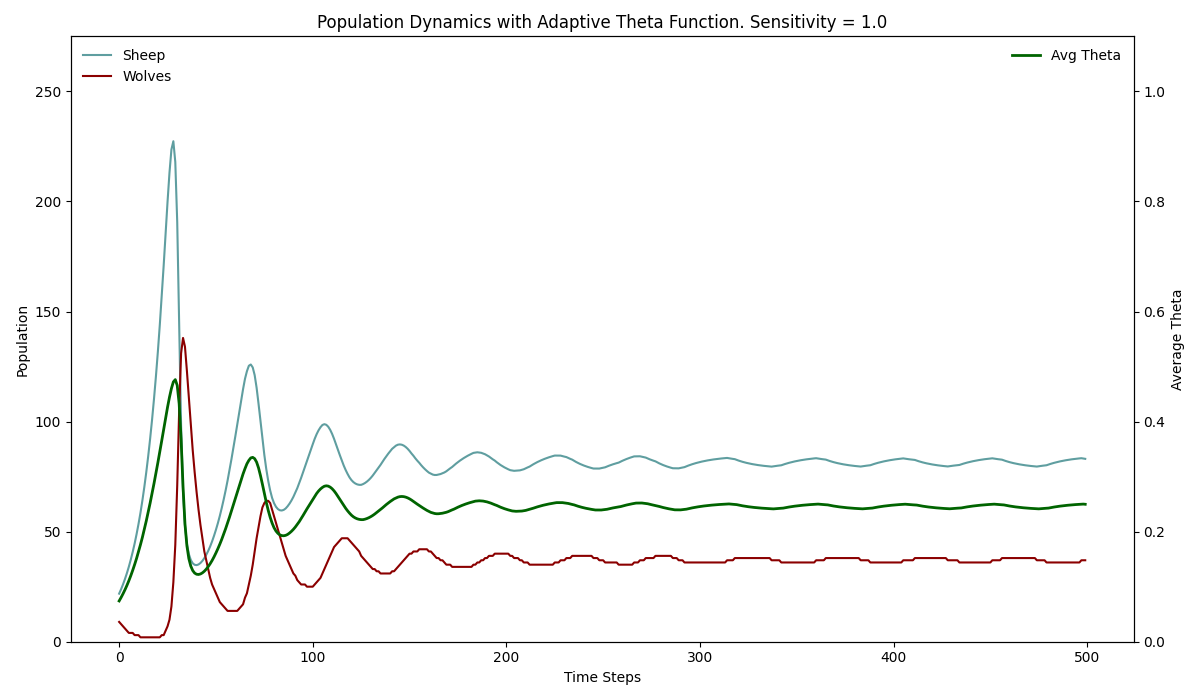 Population Dynamics with Adaptive Theta Function. Sensitivity = 1.0
Sheep
Wolves
Avg Theta
250
200
150
100
50
0
Population
1.0
0.8
0.6
0.4
0.2
0.0
Average Theta
0 100 200 300 400 500
Time Steps